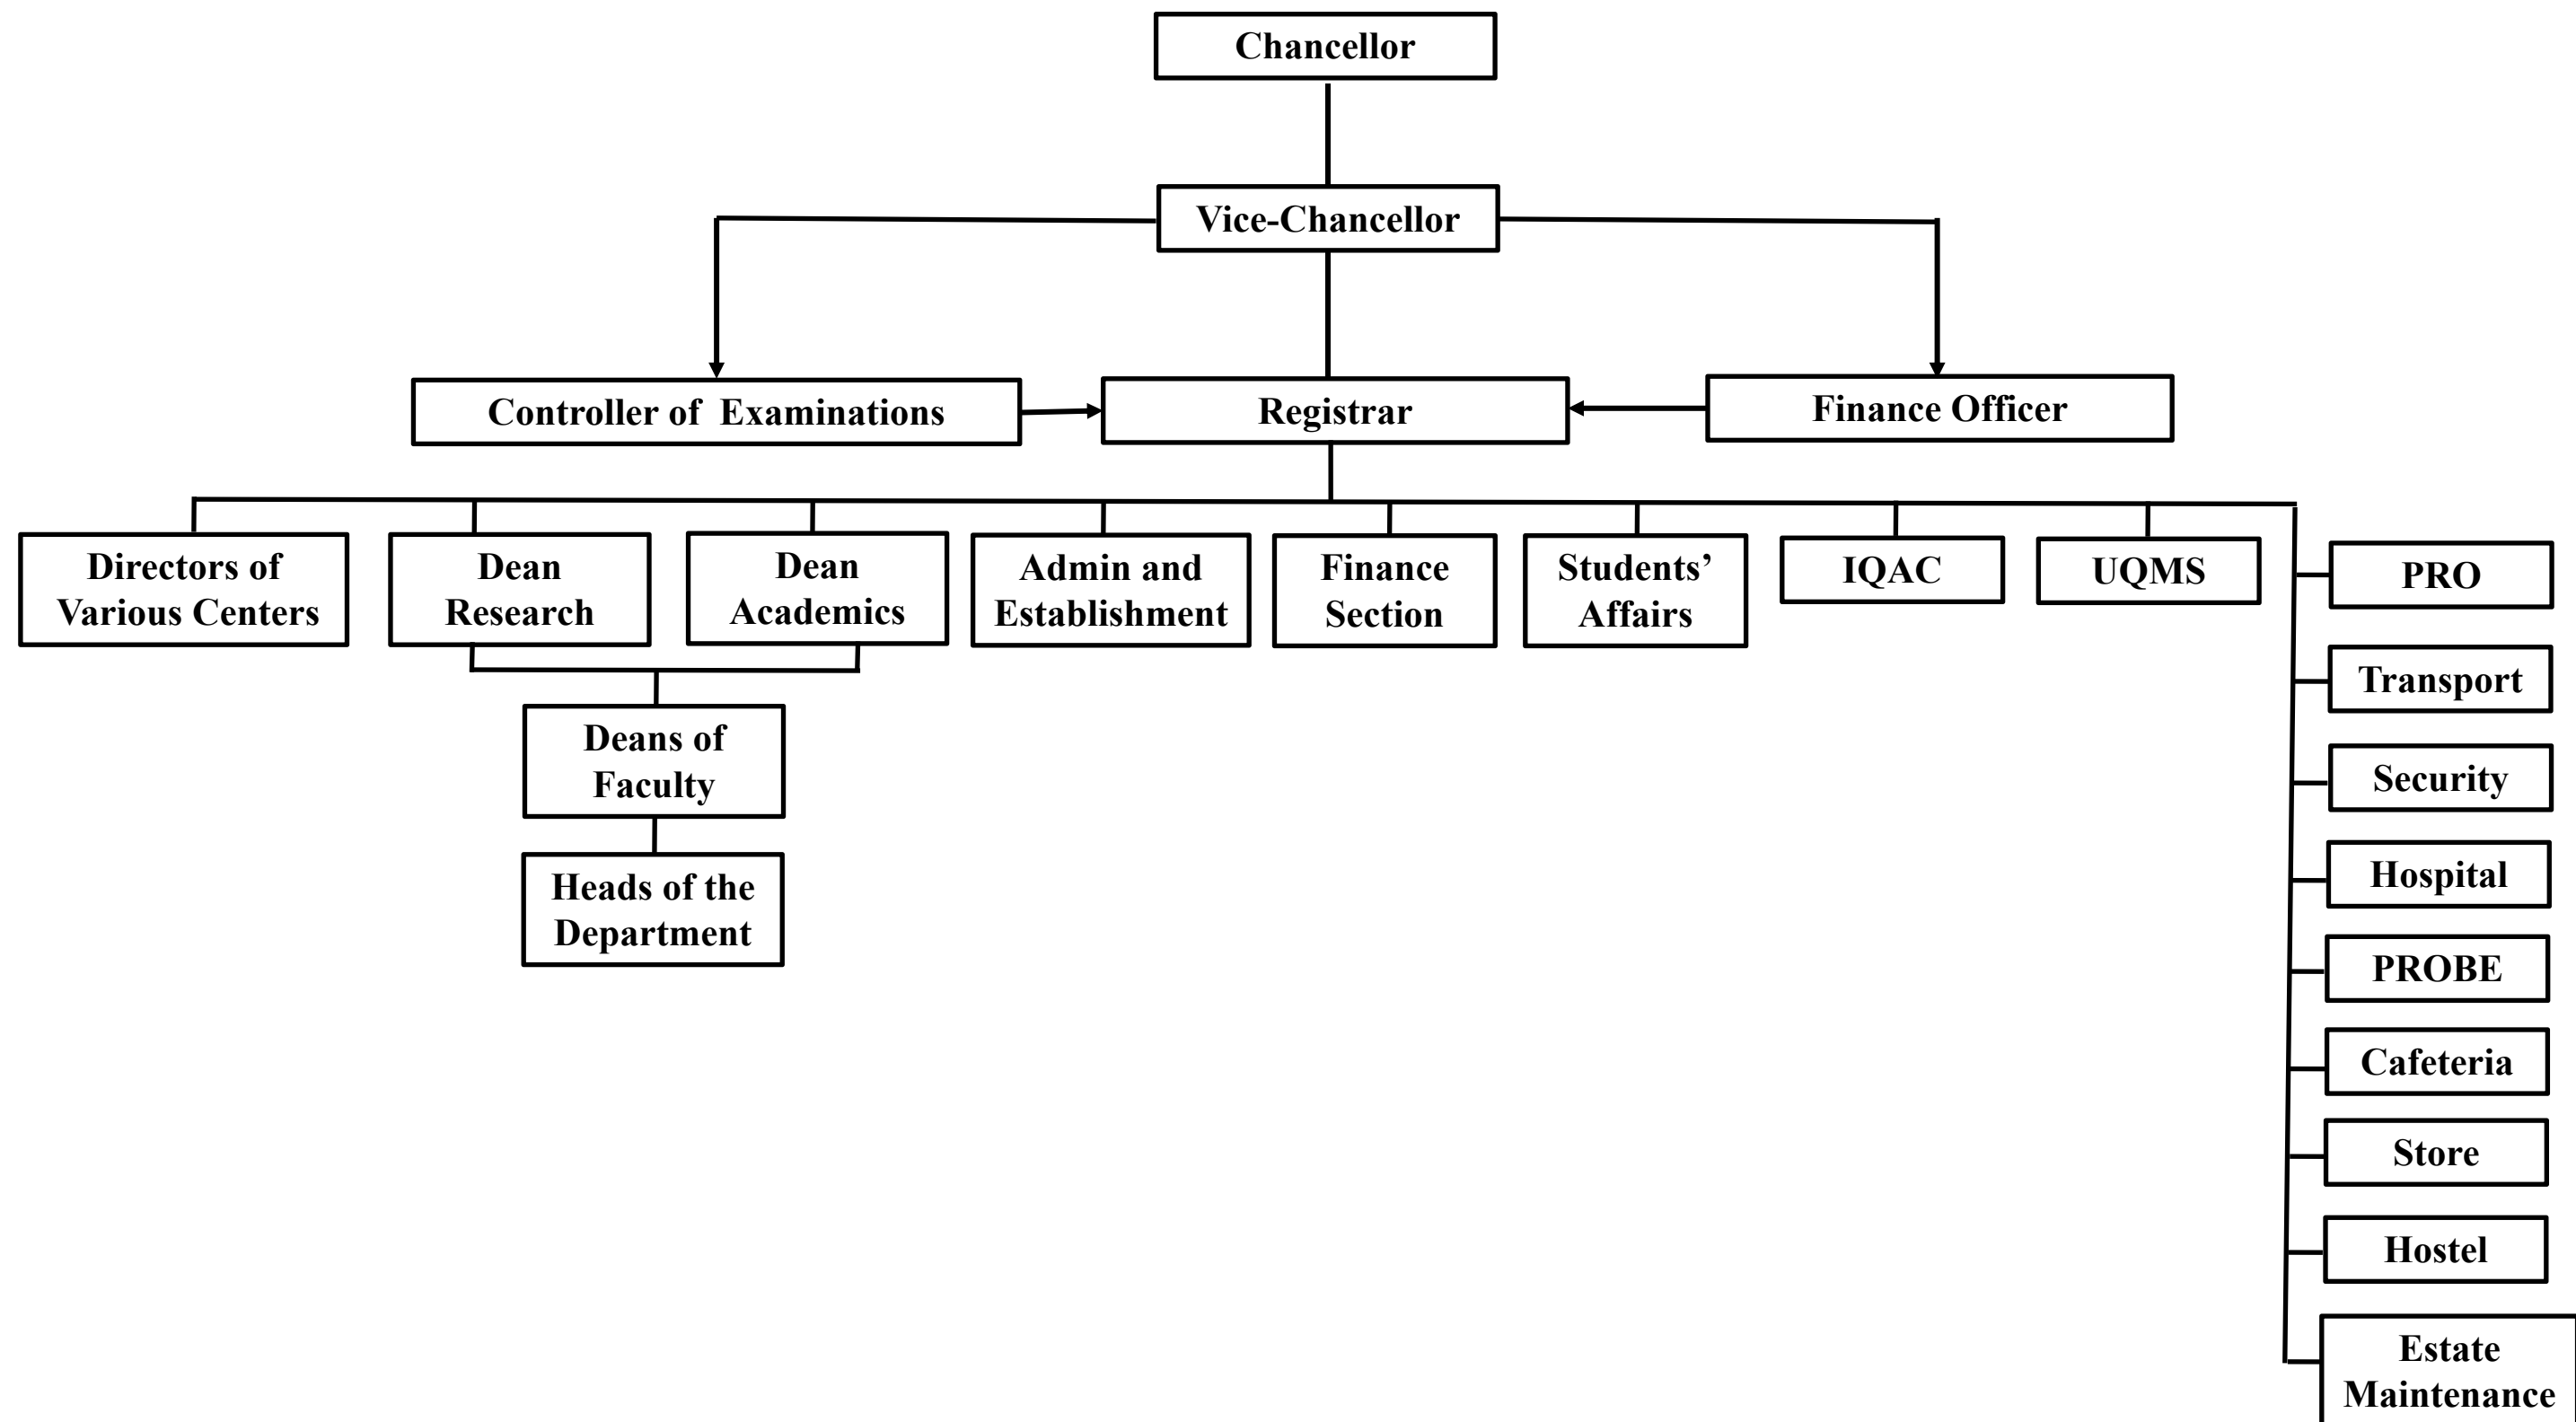 Chancellor
Vice-Chancellor
Controller of  Examinations
Registrar
Finance Officer
Directors of
Various Centers
Dean
Research
Dean
Academics
Admin and
Establishment
Finance
Section
Students’
Affairs
IQAC
UQMS
PRO
Transport
Security
Hospital
PROBE
Cafeteria
Store
Hostel
Estate
Maintenance
Deans of
Faculty
Heads of the
Department